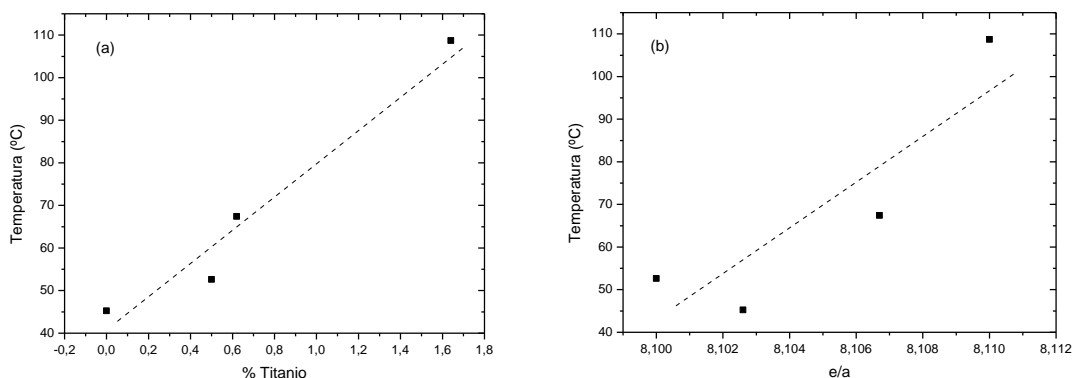 (a)
Temperatura (ºC)
110
100
90
80
70
60
50
40
-0,2 0,0 0,2 0,4 0,6 0,8 1,0 1,2 1,4 1,6 1,8
% Titanio
(b)
Temperatura (ºC)
110
100
90
80
70
60
50
40
8,100 8,102 8,104 8,106 8,108 8,110 8,112
e/a